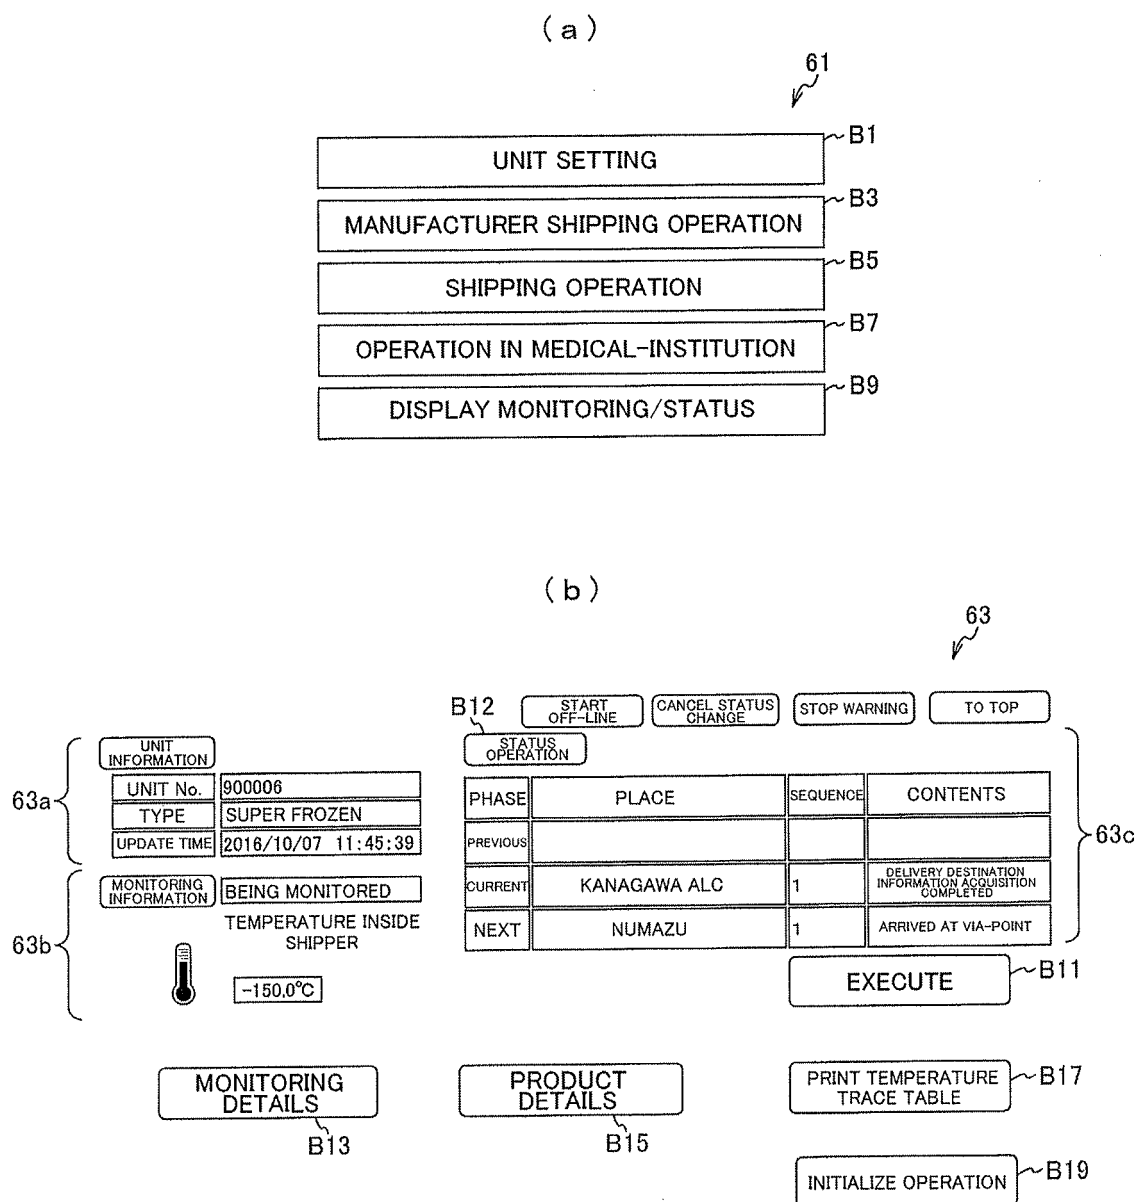 (a)
61
B1
UNIT SETTING
B3
MANUFACTURER SHIPPING OPERATION
B5
SHIPPING OPERATION
B7
OPERATION IN MEDICAL-INSTITUTION
B9
DISPLAY MONITORING/STATUS
(b)
63
B12
START
OFF-LINE
CANCEL STATUS
CHANGE
STOP WARNING
TO TOP
STATUS
OPERATION
63a
UNIT
INFORMATION
UNIT No. 900006
TYPE SUPER FROZEN
UPDATE TIME 2016/10/07 11:45:39
63b
MONITORING
INFORMATION
BEING MONITORED
TEMPERATURE INSIDE
SHIPPER
-150,0℃
63c
PHASE PLACE SEQUENCE CONTENTS
PREVIOUS
CURRENT KANAGAWA ALC 1
DELIVERY DESTINATION
INFORMATION ACQUISITION
COMPLETED
NEXT NUMAZU 1 ARRIVED AT VIA-POINT
EXECUTE
B11
MONITORING
DETAILS
B13
PRODUCT
DETAILS
B15
PRINT TEMPERATURE
TRACE TABLE
B17
INITIALIZE OPERATION
B19